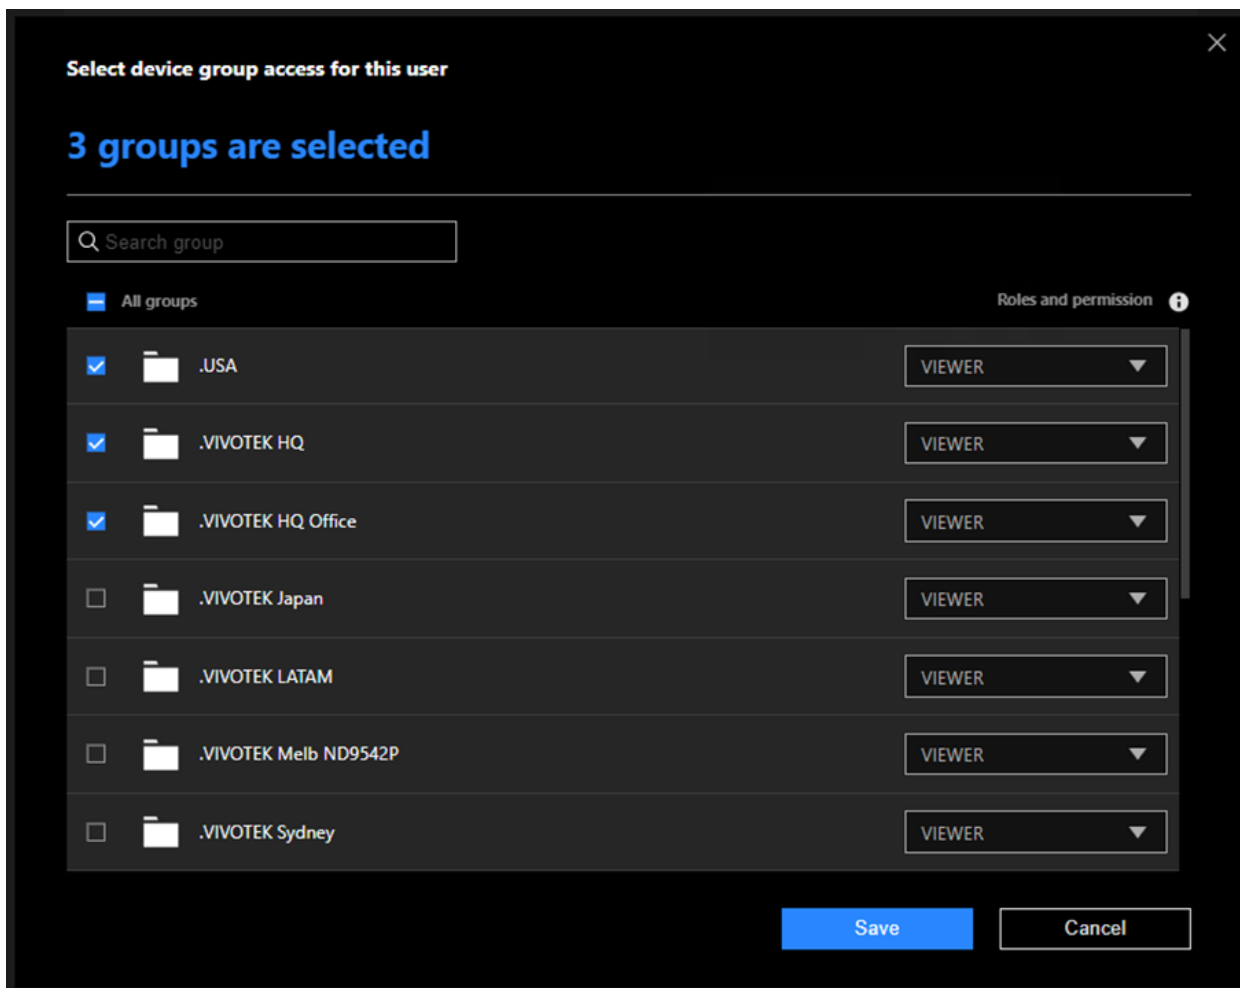 Select device group access for this user
3 groups are selected
Search group
All groups Roles and permission
.USA VIEWER
.VIVOTEK HQ VIEWER
.VIVOTEK HQ Office VIEWER
.VIVOTEK Japan VIEWER
.VIVOTEK LATAM VIEWER
.VIVOTEK Melb ND9542P VIEWER
.VIVOTEK Sydney VIEWER
Save Cancel